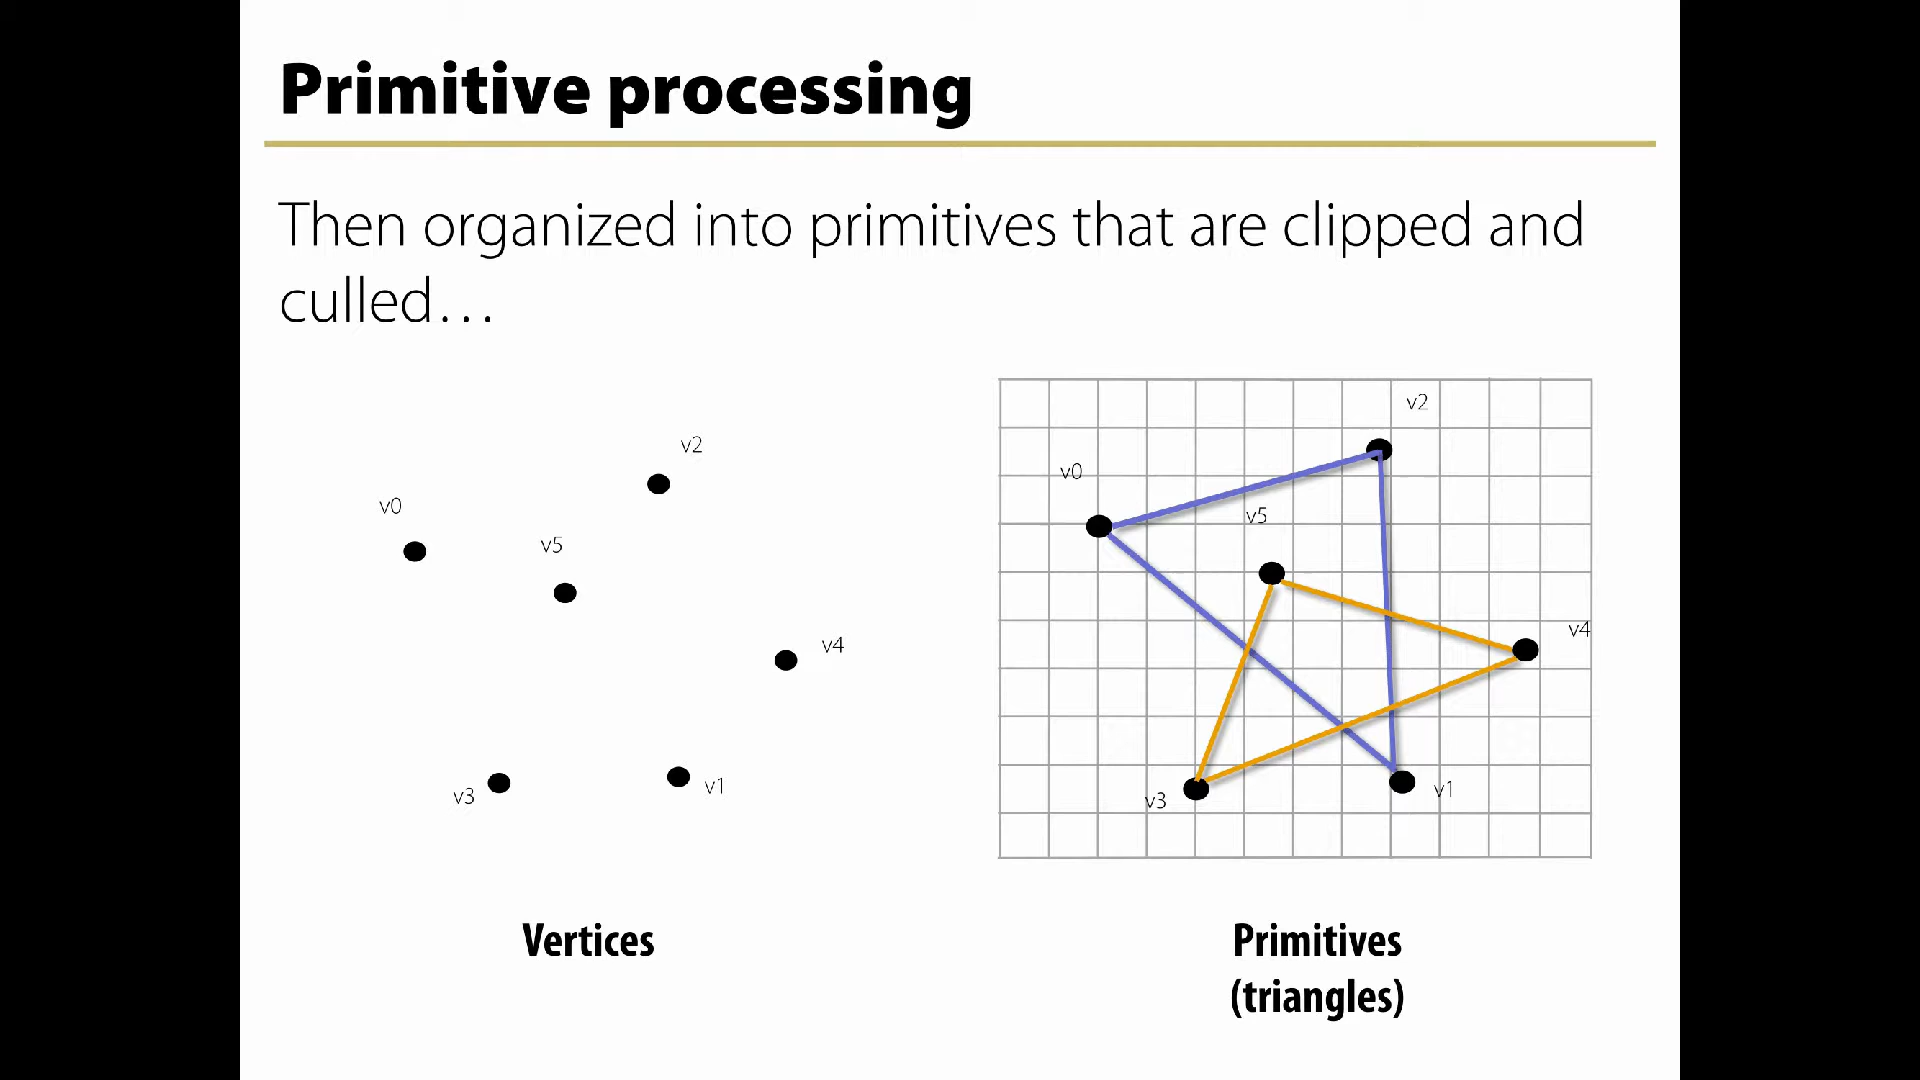 Primitive processing
Then organized into primitives that are clipped and
culled…
v2
v0
v5
v4
v3
v1
v2
v0
v5
v4
v3
v1
Vertices
Primitives
(triangles)